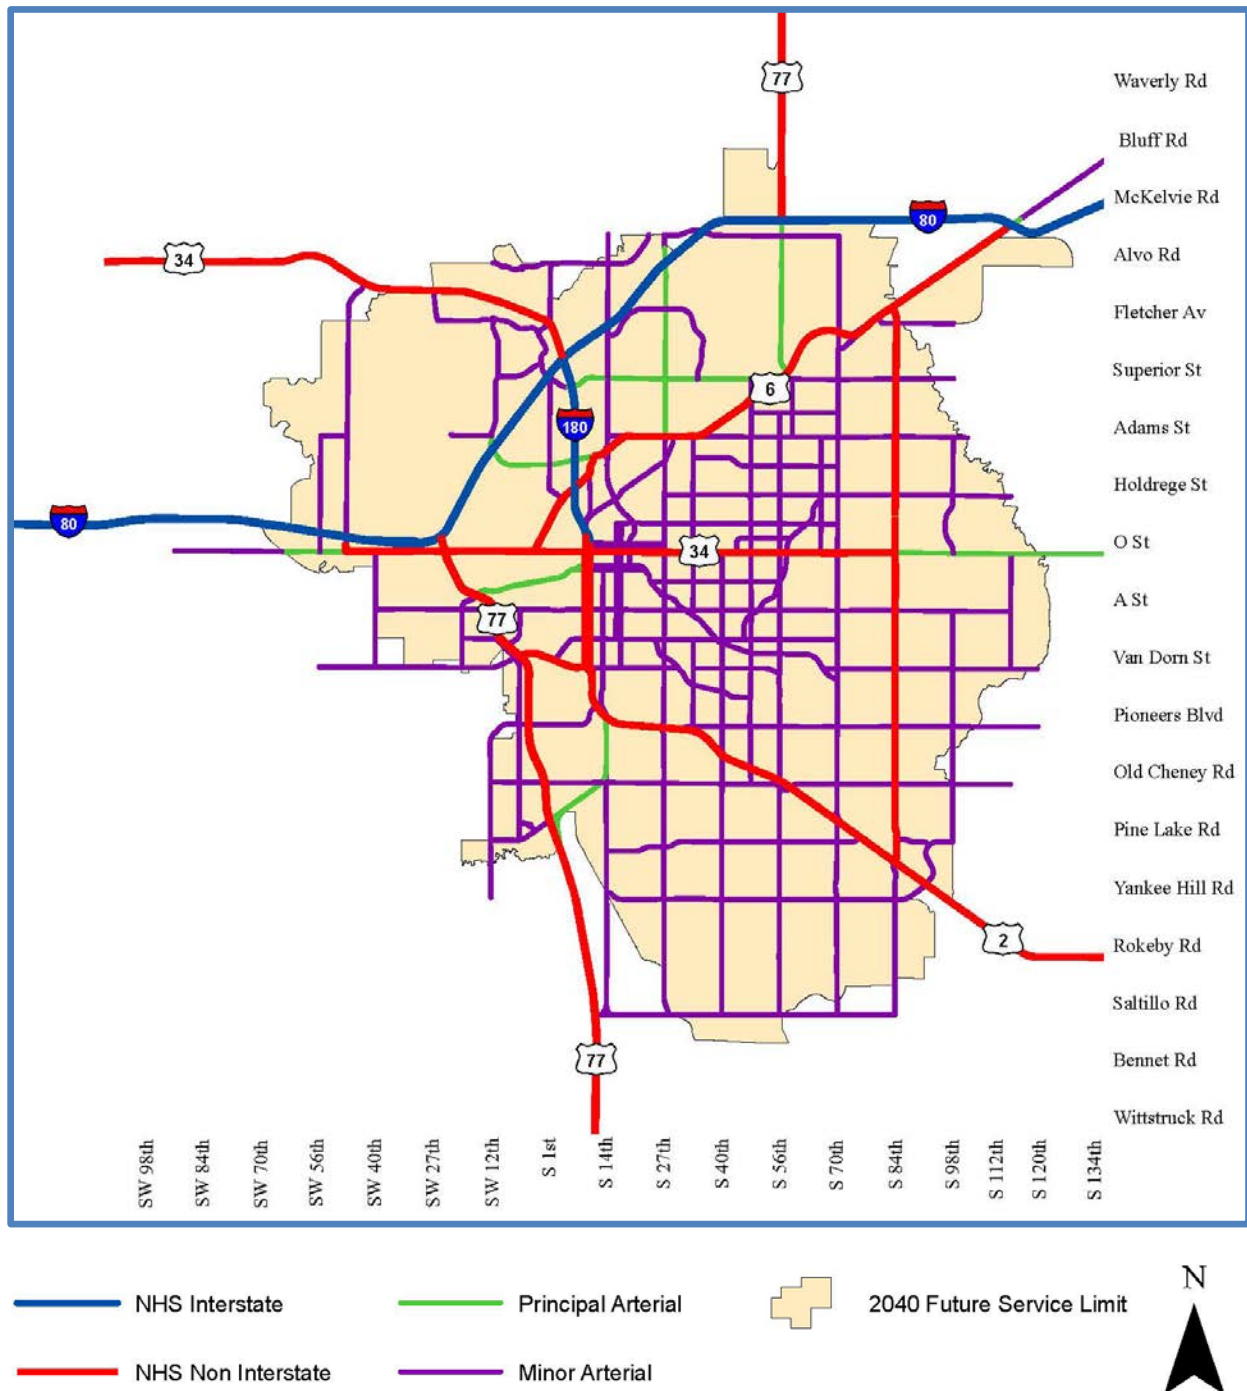 77
Waverly Rd
Bluff Rd
McKelvie Rd
80
34
Alvo Rd
Fletcher Av
Superior St
6
180
Adams St
Holdrege St
80
O St
34
A St
77
Van Dorn St
Pioneers Blvd
Old Cheney Rd
Pine Lake Rd
Yankee Hill Rd
2
Rokeby Rd
Saltillo Rd
77
Bennet Rd
Wittstruck Rd
SW 98th
SW 84th
SW 70th
SW 56th
SW 40th
SW 27th
SW 12th
S 1st
S 14th
S 27th
S 40th
S 56th
S 70th
S 84th
S 98th
S 112th
S 120th
S 134th
NHS Interstate
Principal Arterial
2040 Future Service Limit
N
NHS Non Interstate
Minor Arterial